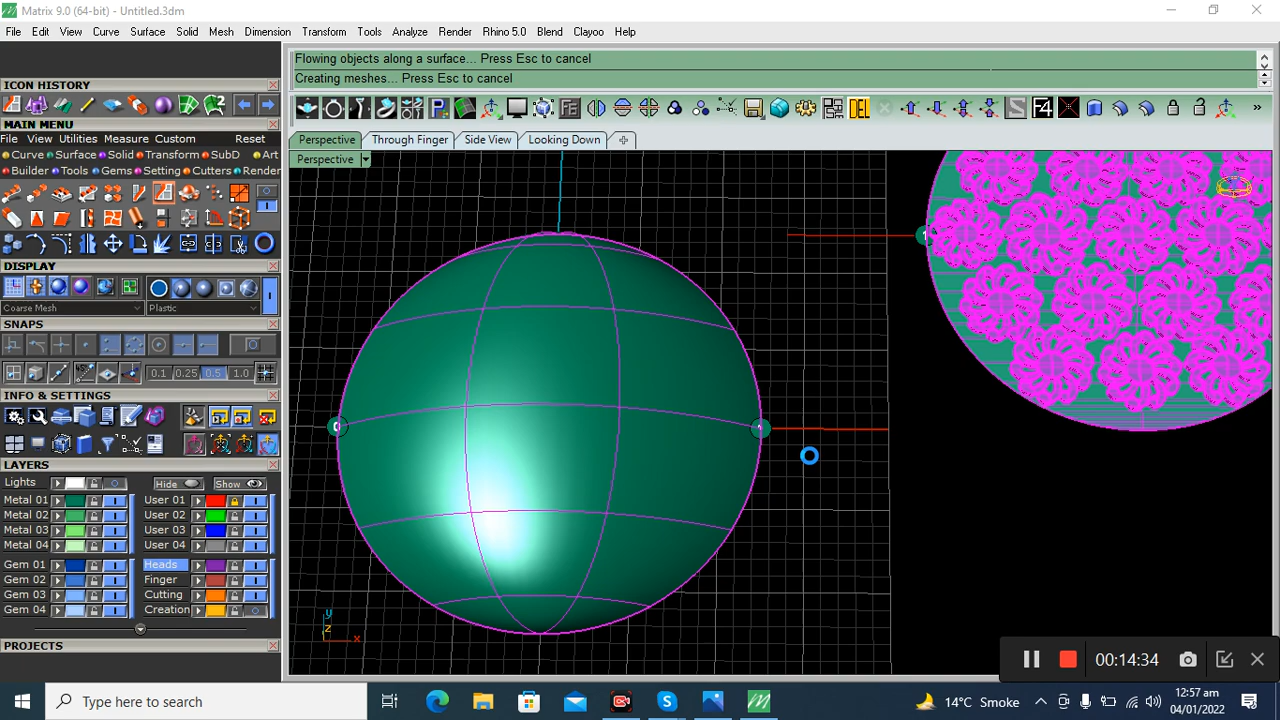 Matrix 9.0 (64-bit) - Untitled.3dm
File Edit View Curve Surface Solid Mesh Dimension Transform Tools Analyze Render Rhino 5.0 Blend Clayoo Help
Flowing objects along a surface... Press Esc to cancel
Creating meshes... Press Esc to cancel
ICON HISTORY
MAIN MENU
File View Utilities Measure Custom Reset
Curve Surface Solid Transform SubD Art
Builder Tools Gems Setting Cutters Render
Perspective Through Finger Side View Looking Down
Perspective
DISPLAY
Coarse Mesh Plastic
SNAPS
0.1 0.25 0.5 1.0
INFO & SETTINGS
LAYERS
Lights Hide Show
Metal 01 User 01
Metal 02 User 02
Metal 03 User 03
Metal 04 User 04
Gem 01 Heads
Gem 02 Finger
Gem 03 Cutting
Gem 04 Creation
PROJECTS
F4
DEL
0
y
z
x
00:14:34
Type here to search
14°C Smoke
12:57 am
04/01/2022